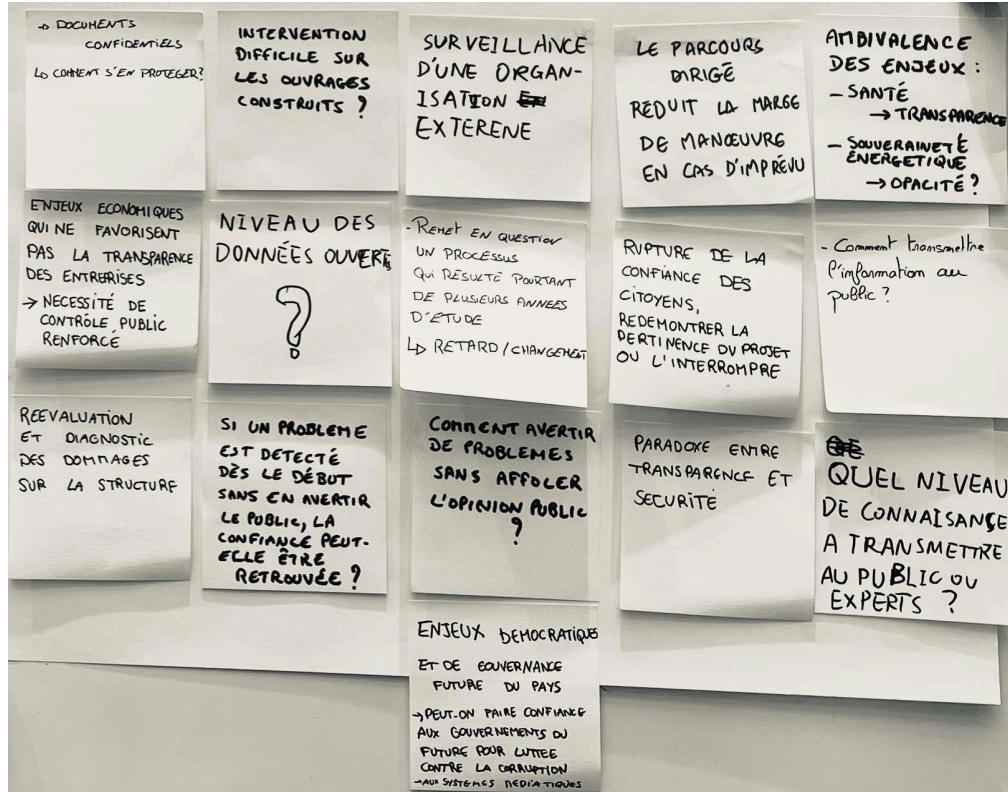 → DOCUMENTS
CONFIDENTIELS
↳ COMMENT S'EN PROTEGER?
INTERVENTION
DIFFICILE SUR
LES OUVRAGES
CONSTRUITS ?
SURVEILLANCE
D'UNE ORGAN-
ISATION
EXTERENE
LE PARCOURS
DIRIGÉ
REDUIT LA MARGE
DE MANŒUVRE
EN CAS D'IMPRÉVU
AMBIVALENCE
DES ENJEUX :
- SANTÉ
→ TRANSPARENCE
- SOUVERAINETÉ
ÉNERGETIQUE
→ OPACITÉ ?
ENJEUX ECONOMIQUES
QUI NE FAVORISENT
PAS LA TRANSPARENCE
DES ENTREPRISES
→ NECESSITÉ DE
CONTRÔLE PUBLIC
RENFORCÉ
NIVEAU DES
DONNÉES OUVERTE
?
- REMET EN QUESTION
UN PROCESSUS
QUI RESULTE POURTANT
DE PLUSIEURS ANNEES
D'ETUDE
↳ RETARD / CHANGEMENT
RUPTURE DE LA
CONFIANCE DES
CITOYENS,
REDEMONTRER LA
PERTINENCE DU PROJET
OU L'INTERROMPRE
- Comment transmettre
l'information au
public ?
REEVALUATION
ET DIAGNOSTIC
DES DOMMAGES
SUR LA STRUCTURE
SI UN PROBLEME
EST DETECTÉ
DÈS LE DÉBUT
SANS EN AVERTIR
LE PUBLIC, LA
CONFIANCE PEUT-
ELLE ÊTRE
RETROUVÉE ?
COMMENT AVERTIR
DE PROBLEMES
SANS AFFOLER
L'OPINION PUBLIC
?
PARADOXE ENTRE
TRANSPARENCE ET
SECURITÉ
QUEL NIVEAU
DE CONNAISANCE
A TRANSMETTRE
AU PUBLIC OU
EXPERTS ?
ENJEUX DEMOCRATIQUES
ET DE GOUVERNANCE
FUTURE DU PAYS
→ PEUT-ON FAIRE CONFIANCE
AUX GOUVERNEMENTS DU
FUTURE POUR LUTTEE
CONTRE LA CORRUPTION
→ AUX SYSTEMES MEDIATIQUES